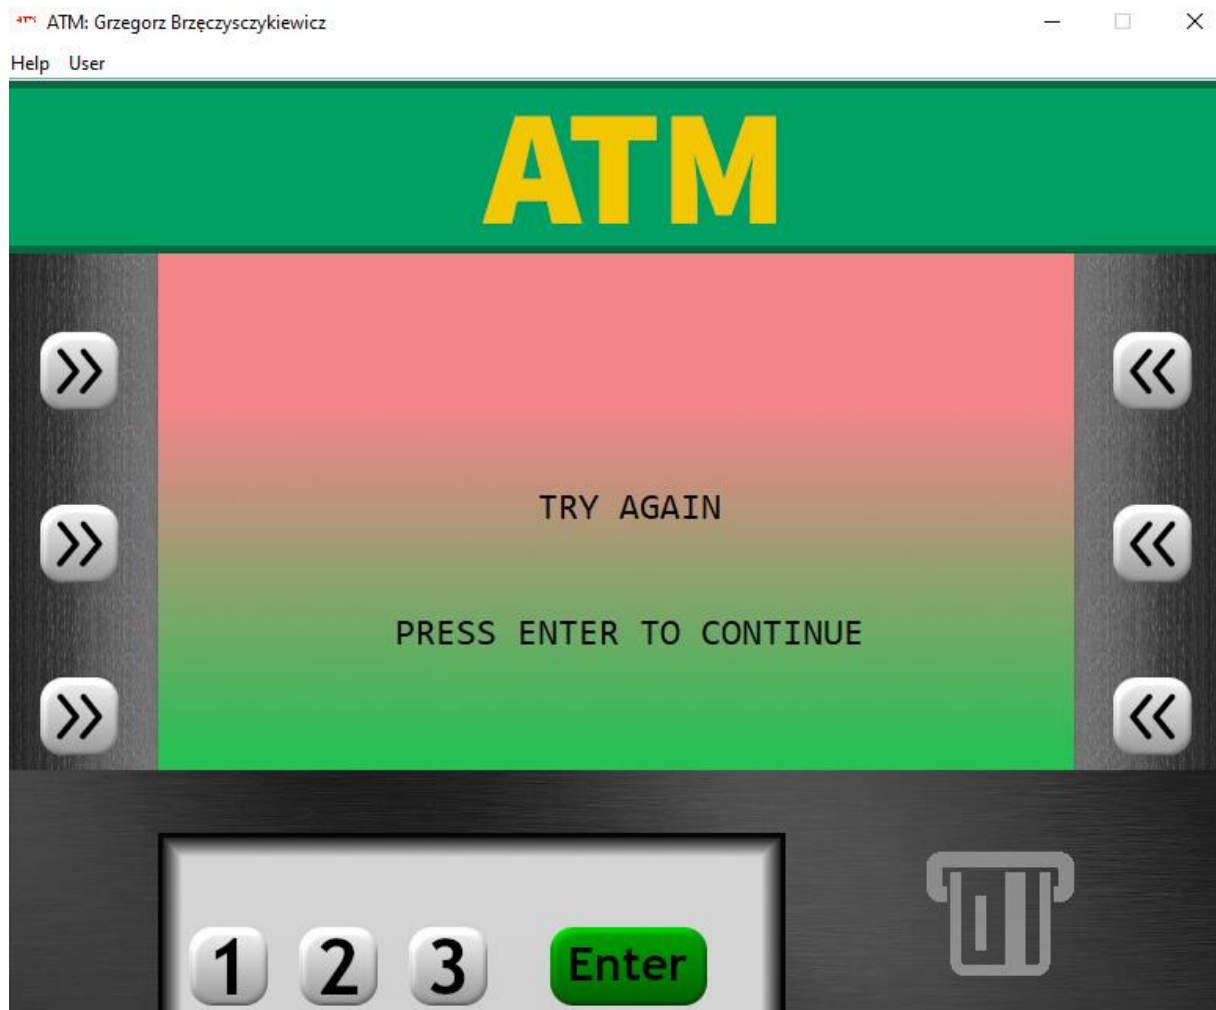 ATM: Grzegorz Brzęczysczykiewicz
Help User
ATM
TRY AGAIN
PRESS ENTER TO CONTINUE
1 2 3 Enter